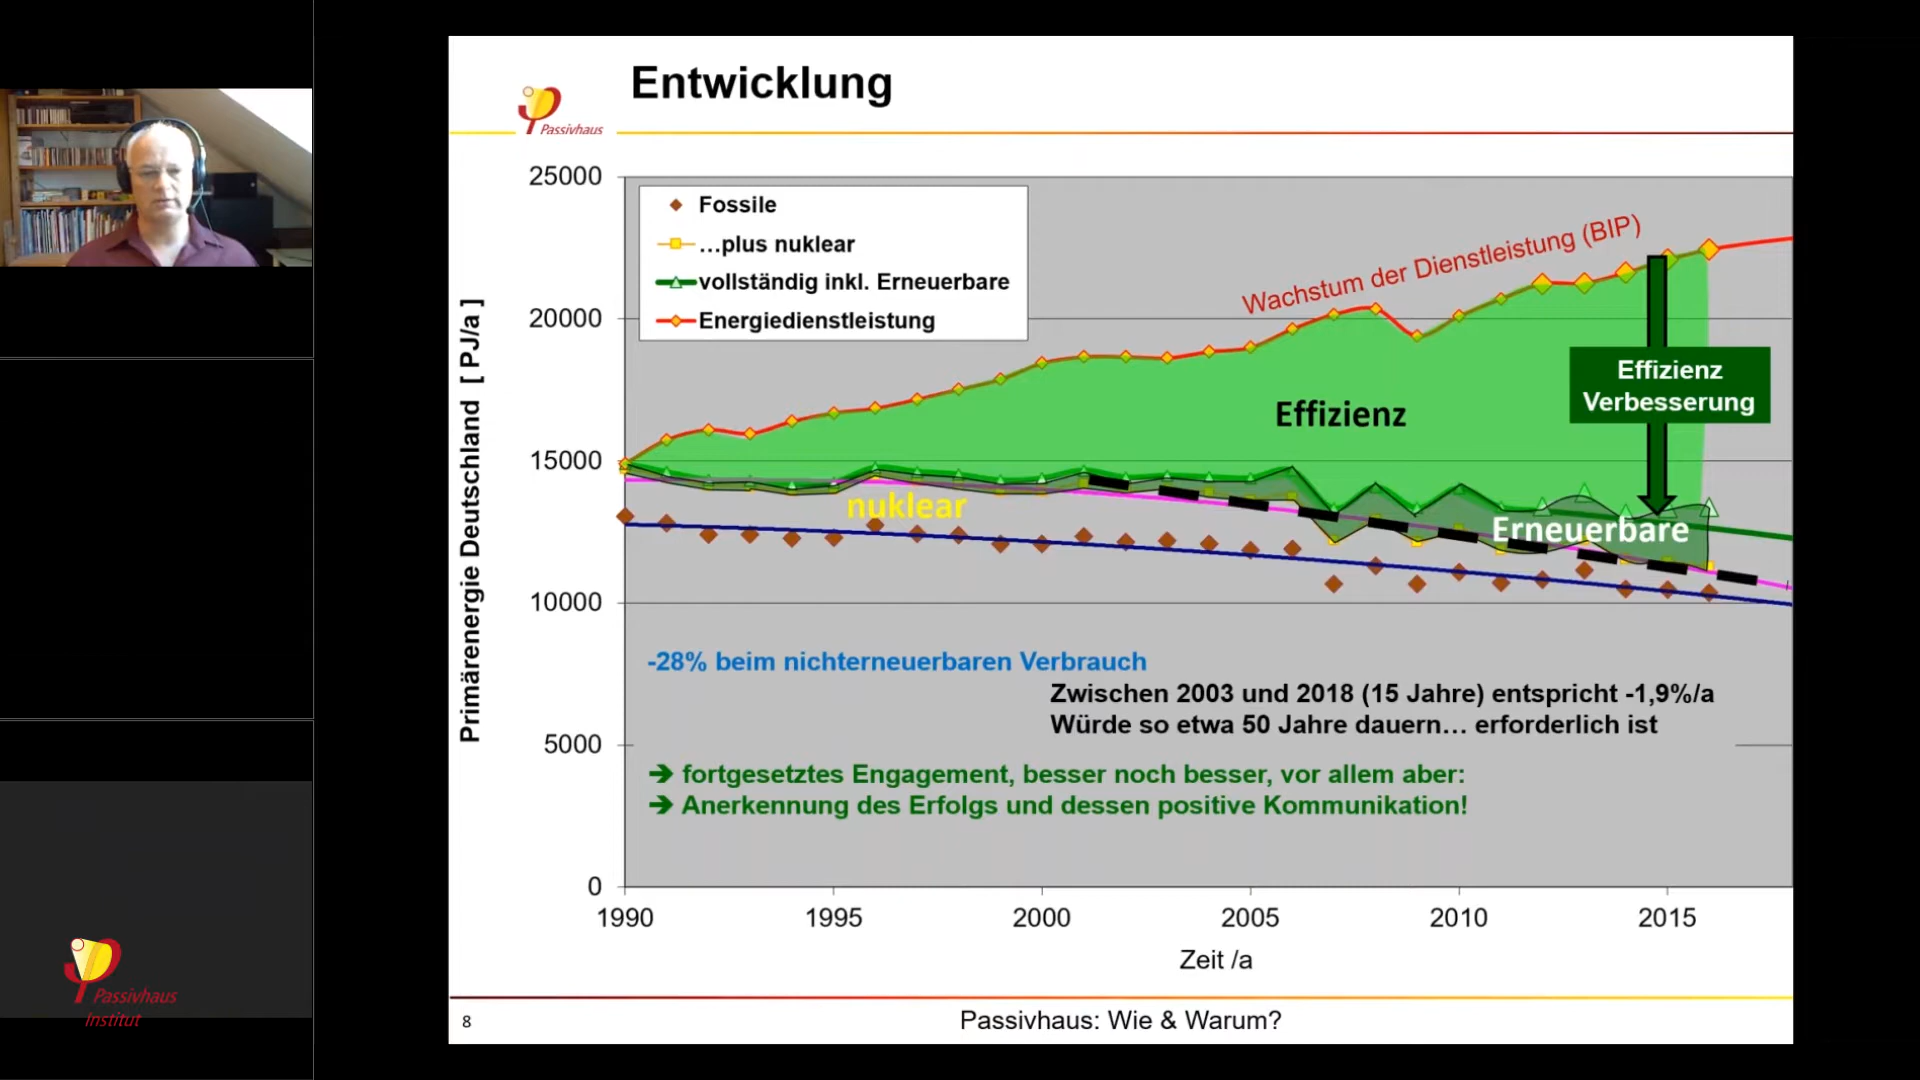 Entwicklung
Passivhaus
25000
20000
15000
10000
5000
0
Primärenergie Deutschland [ PJ/a ]
Fossile
...plus nuklear
vollständig inkl. Erneuerbare
Energiedienstleistung
Wachstum der Dienstleistung (BIP)
Effizienz
Verbesserung
Effizienz
nuklear
Erneuerbare
-28% beim nichterneuerbaren Verbrauch
Zwischen 2003 und 2018 (15 Jahre) entspricht -1,9%/a
Würde so etwa 50 Jahre dauern... erforderlich ist
➔ fortgesetztes Engagement, besser noch besser, vor allem aber:
➔ Anerkennung des Erfolgs und dessen positive Kommunikation!
1990 1995 2000 2005 2010 2015
Zeit /a
8
Passivhaus: Wie & Warum?
Passivhaus
Institut